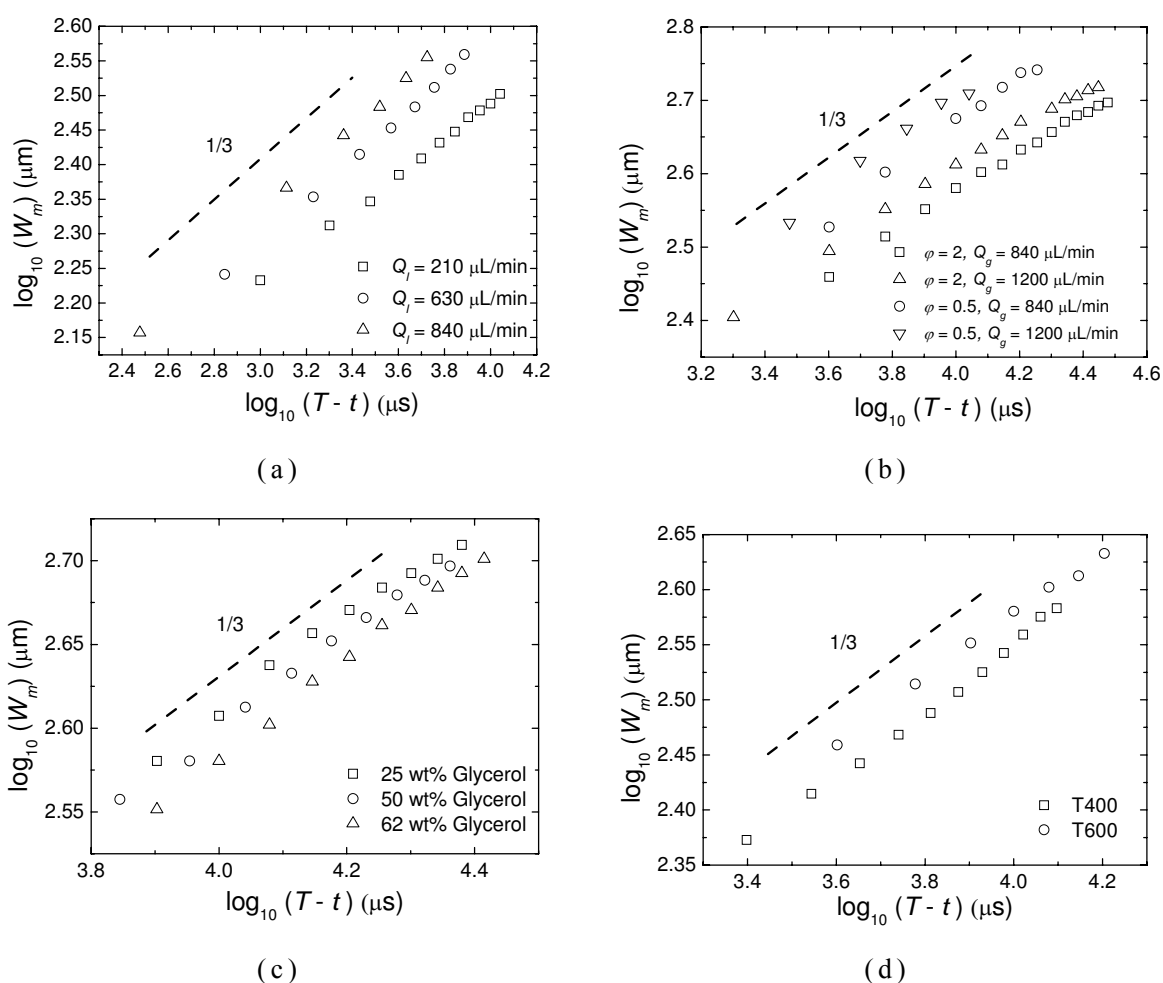 2.60
2.55
2.50
2.45
2.40
2.35
2.30
2.25
2.20
2.15
log10 (Wm) (μm)
1/3
Ql = 210 μL/min
Ql = 630 μL/min
Ql = 840 μL/min
2.4 2.6 2.8 3.0 3.2 3.4 3.6 3.8 4.0 4.2
log10 (T - t) (μs)
(a)
2.8
2.7
2.6
2.5
2.4
log10 (Wm) (μm)
1/3
φ = 2, Qg = 840 μL/min
φ = 2, Qg = 1200 μL/min
φ = 0.5, Qg = 840 μL/min
φ = 0.5, Qg = 1200 μL/min
3.2 3.4 3.6 3.8 4.0 4.2 4.4 4.6
log10 (T - t) (μs)
(b)
2.70
2.65
2.60
2.55
log10 (Wm) (μm)
1/3
25 wt% Glycerol
50 wt% Glycerol
62 wt% Glycerol
3.8 4.0 4.2 4.4
log10 (T - t) (μs)
(c)
2.65
2.60
2.55
2.50
2.45
2.40
2.35
log10 (Wm) (μm)
1/3
T400
T600
3.4 3.6 3.8 4.0 4.2
log10 (T - t) (μs)
(d)